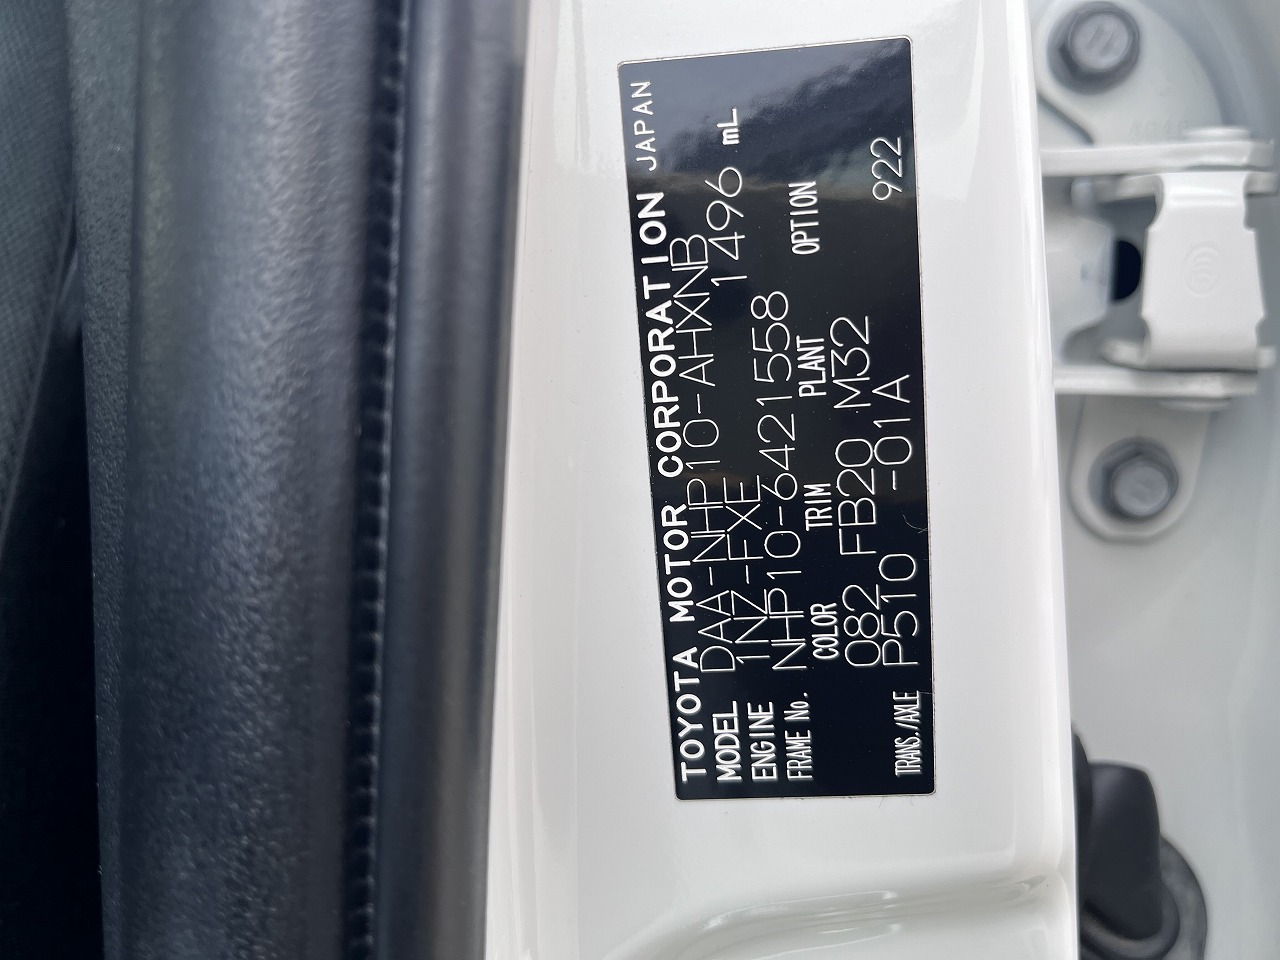 TOYOTA MOTOR CORPORATION JAPAN
MODEL DAA-NHP10-AHXNB
ENGINE 1NZ-FXE 1496 mL
FRAME No. NHP10-6421558
COLOR TRIM PLANT OPTION
082 FB20 M32
TRANS./AXLE P510 -01A 922